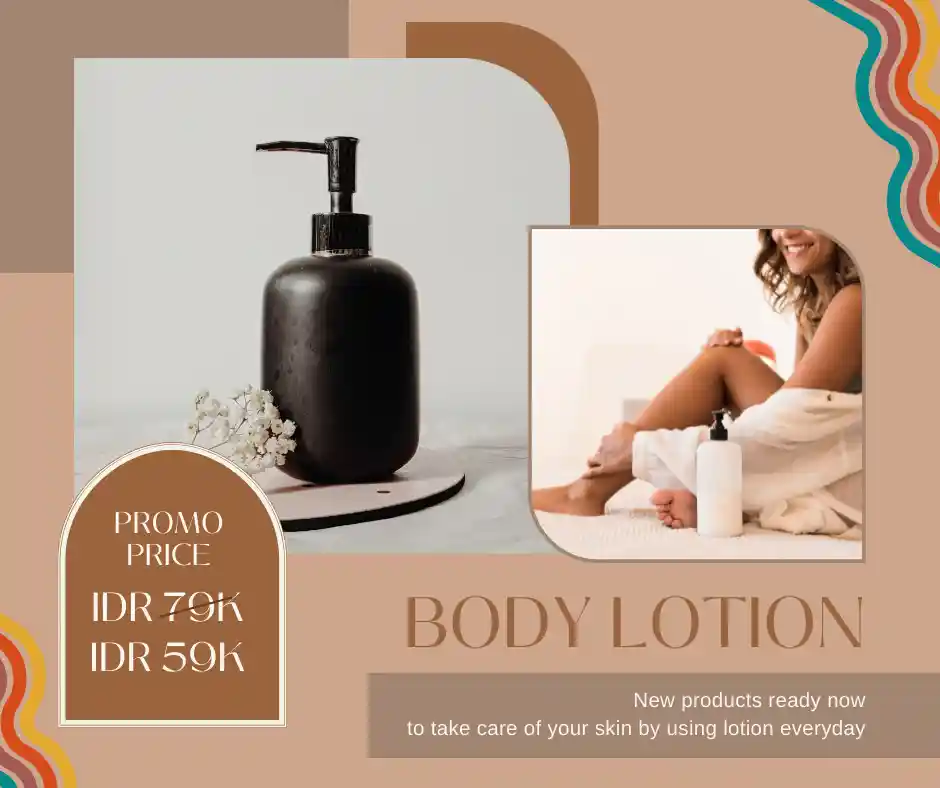 PROMO
PRICE
IDR 79K
IDR 59K
BODY LOTION
New products ready now
to take care of your skin by using lotion everyday